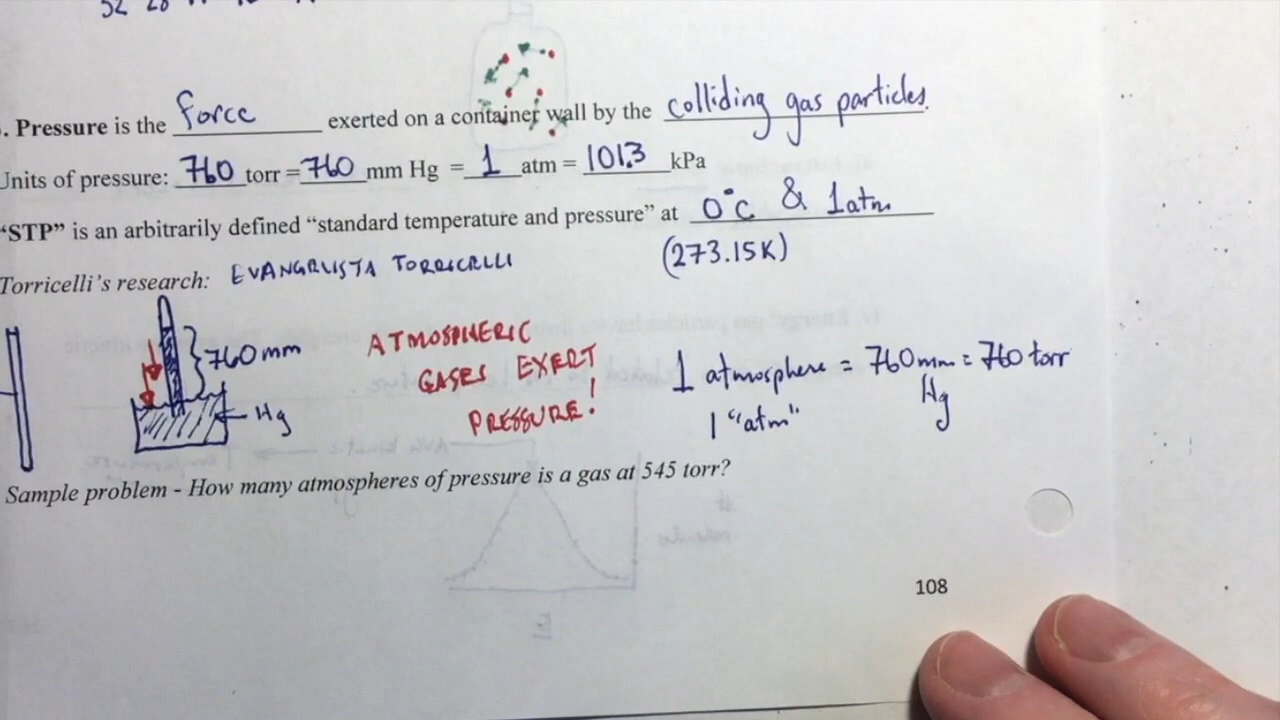 52 28
. Pressure is the force exerted on a container wall by the colliding gas particles.
Units of pressure: 760 torr = 760 mm Hg = 1 atm = 101.3 kPa
"STP" is an arbitrarily defined "standard temperature and pressure" at 0°C & 1atm
(273.15K)
Torricelli's research: EVANGELISTA TORRICELLI
760mm
Hg
ATMOSPHERIC
GASES EXERT
PRESSURE!
1 atmosphere = 760mm = 760 torr
Hg
1 "atm"
Sample problem - How many atmospheres of pressure is a gas at 545 torr?
108